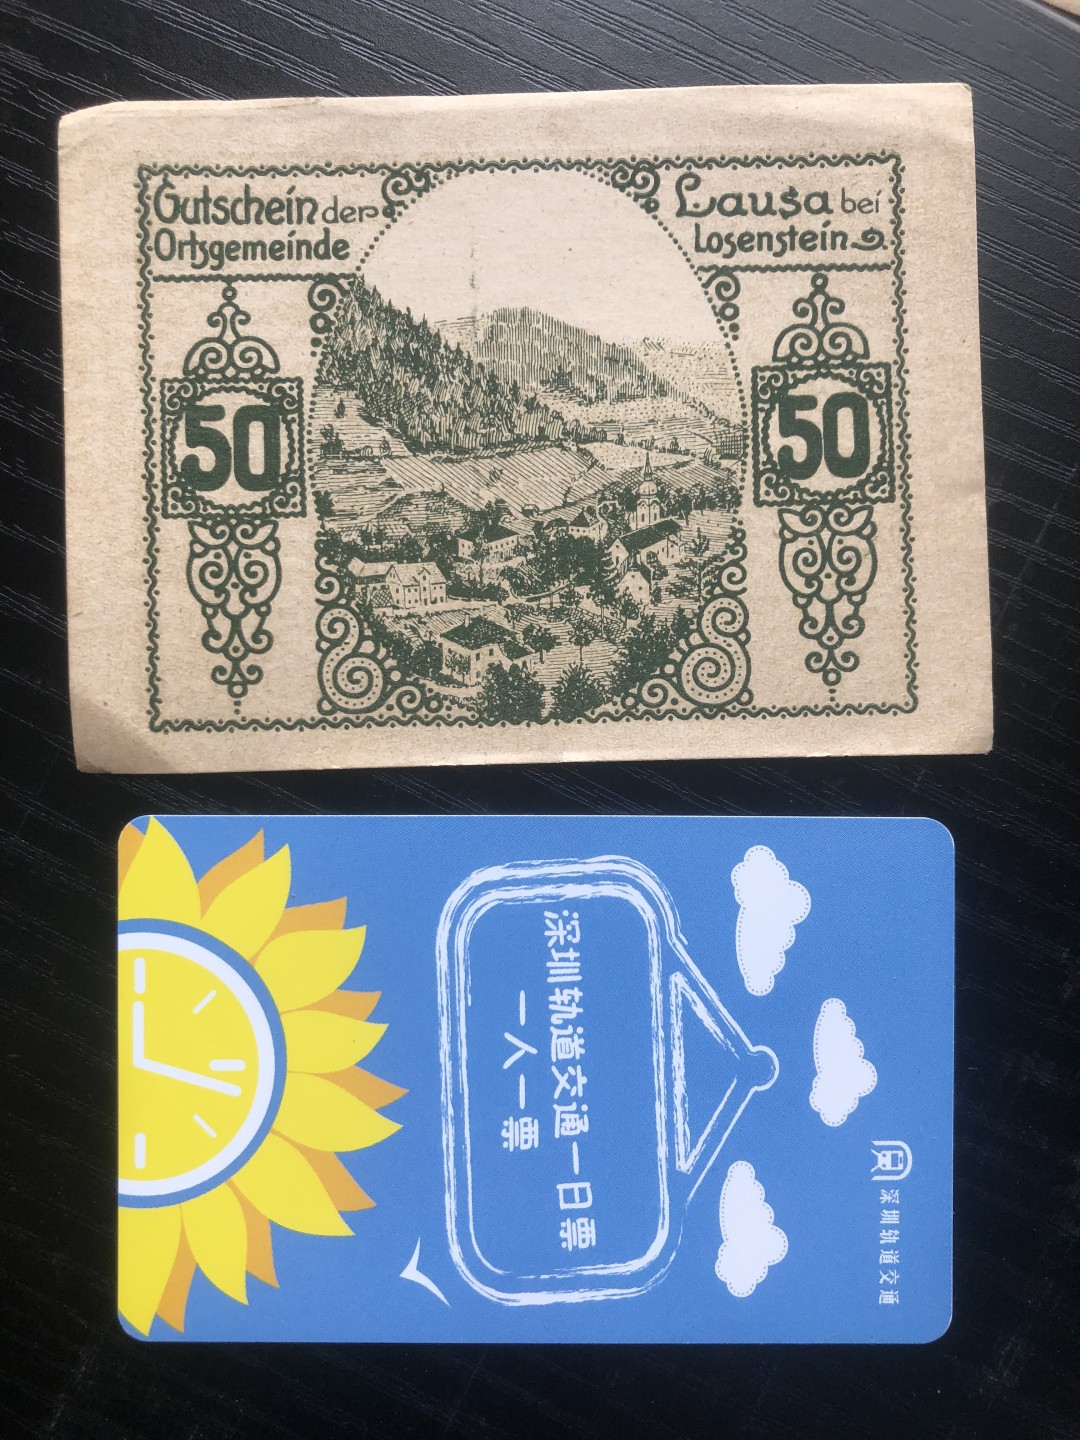 Gutschein der
Ortsgemeinde
Lausa bei
Losenstein
50
50
深圳轨道交通一日票
一人一票
深圳轨道交通